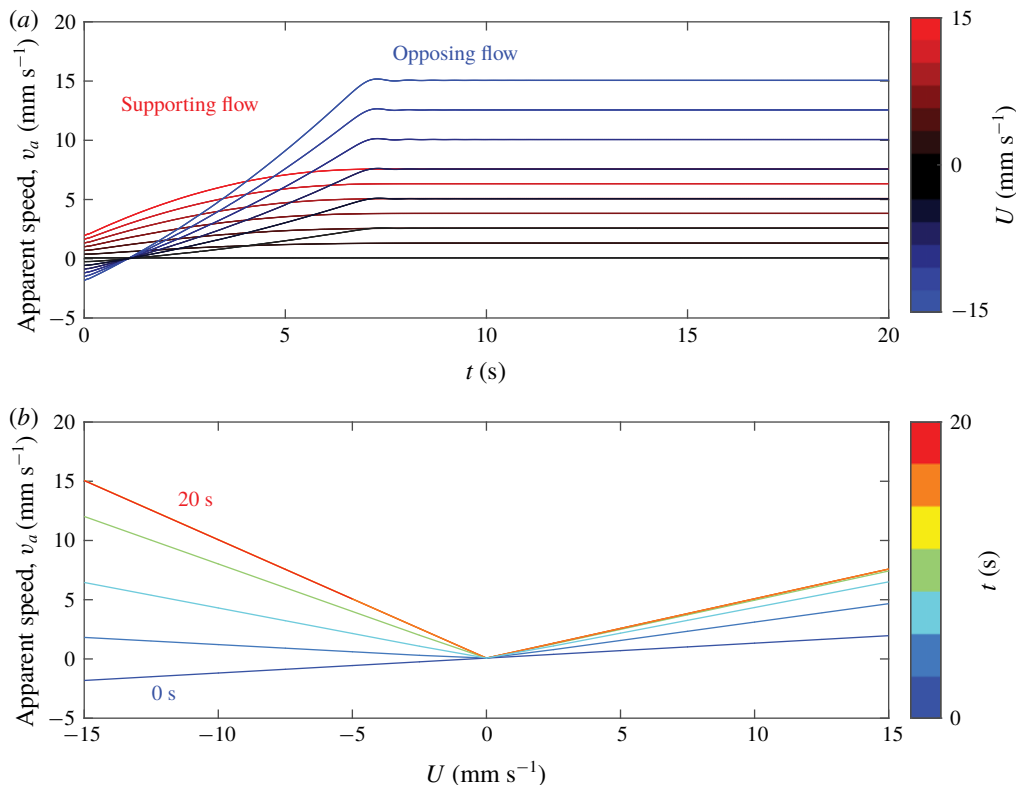 (a)
20
15
10
5
0
−5
Apparent speed, v_a (mm s⁻¹)
Supporting flow
Opposing flow
0
5
10
15
20
t (s)
15
0
−15
U (mm s⁻¹)
(b)
20
15
10
5
0
−5
Apparent speed, v_a (mm s⁻¹)
20 s
0 s
−15
−10
−5
0
5
10
15
U (mm s⁻¹)
20
0
t (s)